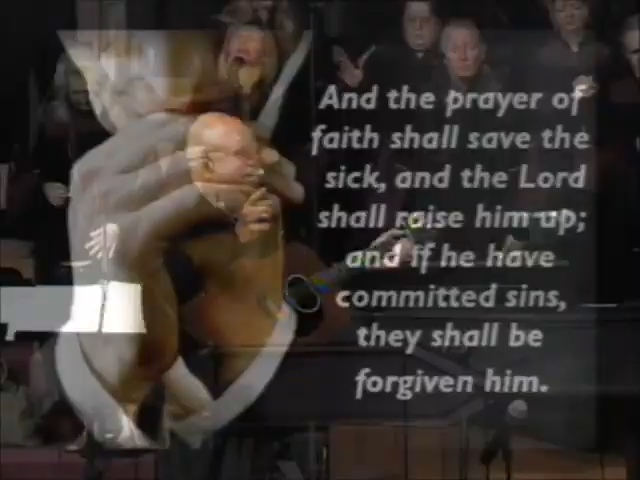 And the prayer of
faith shall save the
sick, and the Lord
shall raise him up;
and if he have
committed sins,
they shall be
forgiven him.